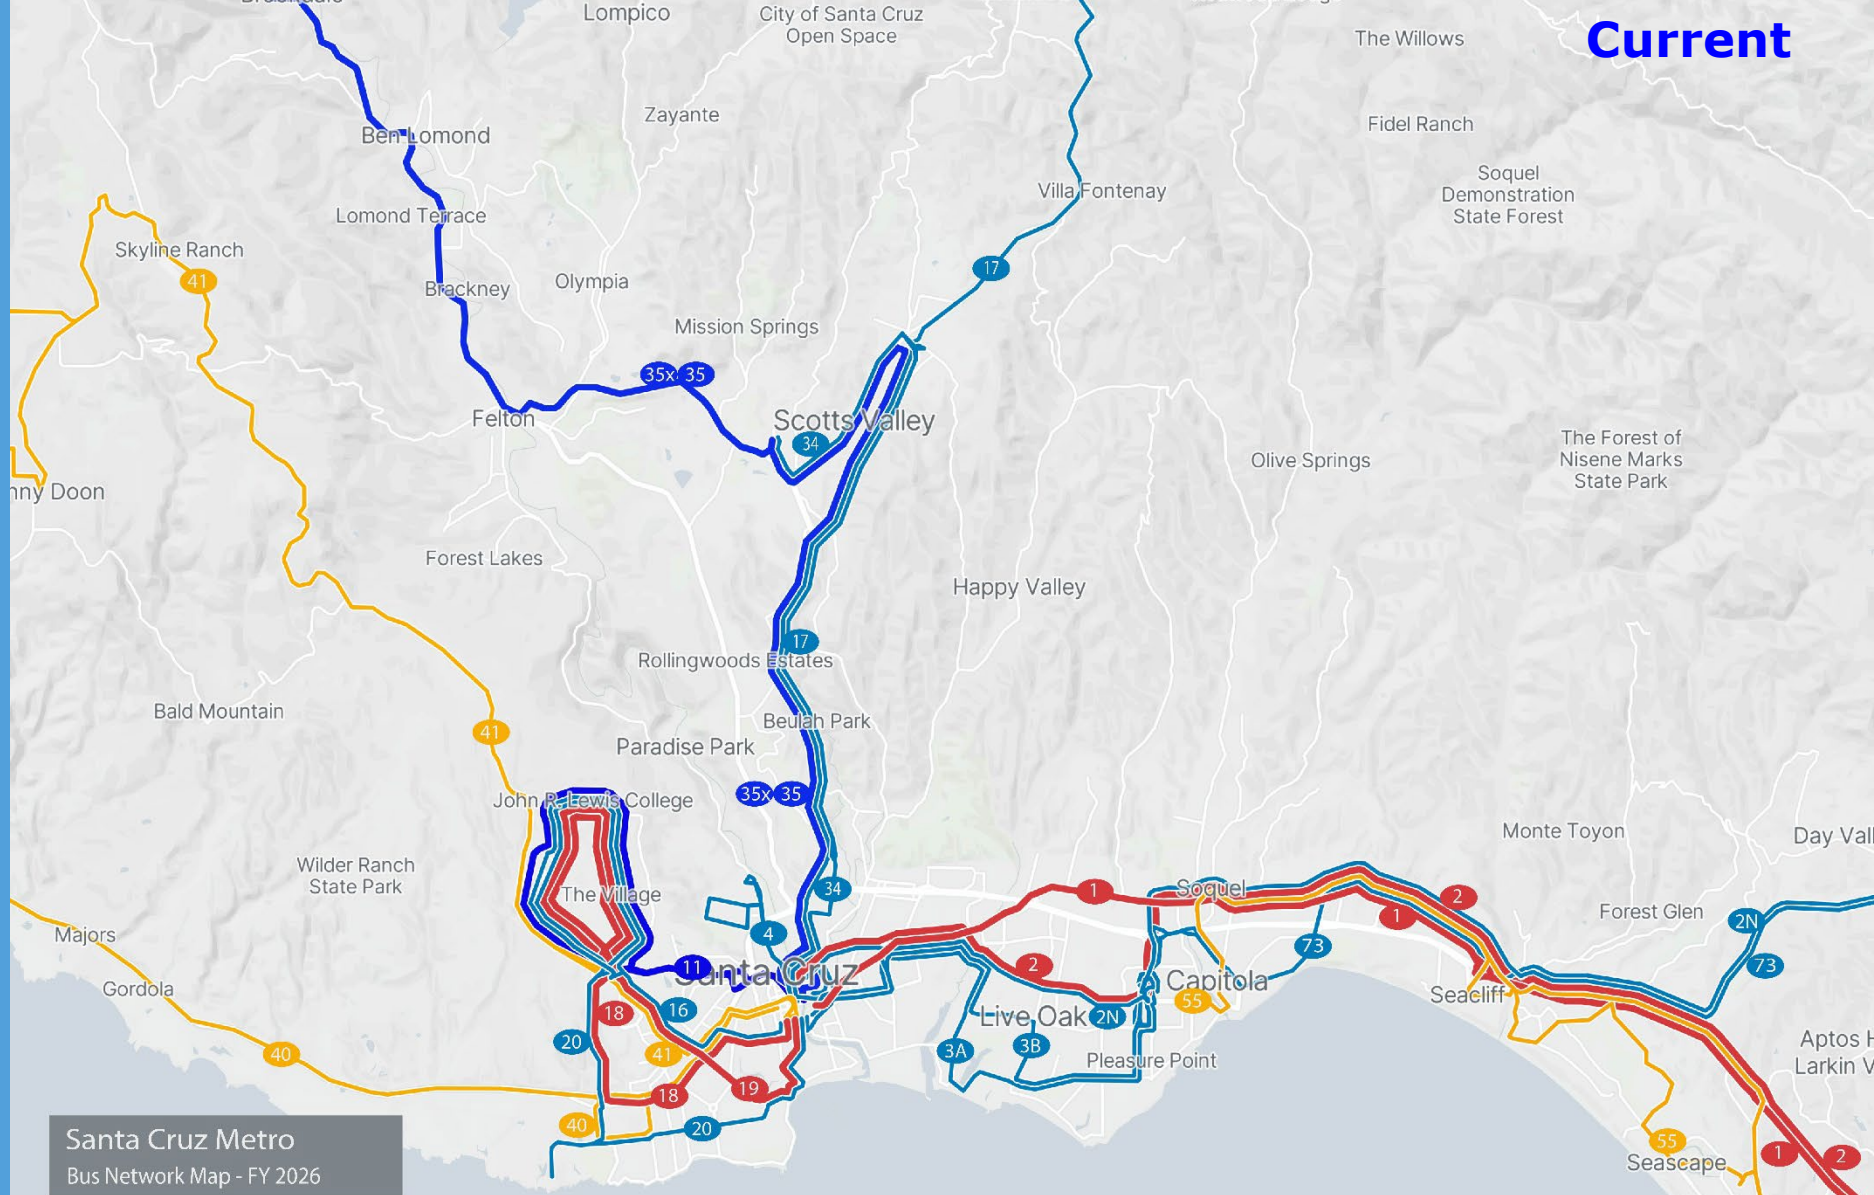 Current
Lompico
City of Santa Cruz
Open Space
The Willows
Zayante
Fidel Ranch
Ben Lomond
Soquel
Demonstration
State Forest
Villa Fontenay
Lomond Terrace
Skyline Ranch
17
41
Olympia
Brackney
Mission Springs
35x 35
Felton
Scotts Valley
34
The Forest of
Nisene Marks
State Park
Olive Springs
nny Doon
Forest Lakes
Happy Valley
17
Rollingwoods Estates
Bald Mountain
Beulah Park
41
Paradise Park
35x 35
John R. Lewis College
Monte Toyon
Day Vall
Wilder Ranch
State Park
The Village
34
1
Soquel
2
1
Forest Glen
2N
Majors
4
73
73
11
Santa Cruz
2
Capitola
Gordola
Seacliff
55
18
16
Live Oak
2N
20
41
40
3A
3B
Pleasure Point
Aptos H
Larkin V
18
19
40
20
Santa Cruz Metro
Bus Network Map - FY 2026
55
Seascape
1
2